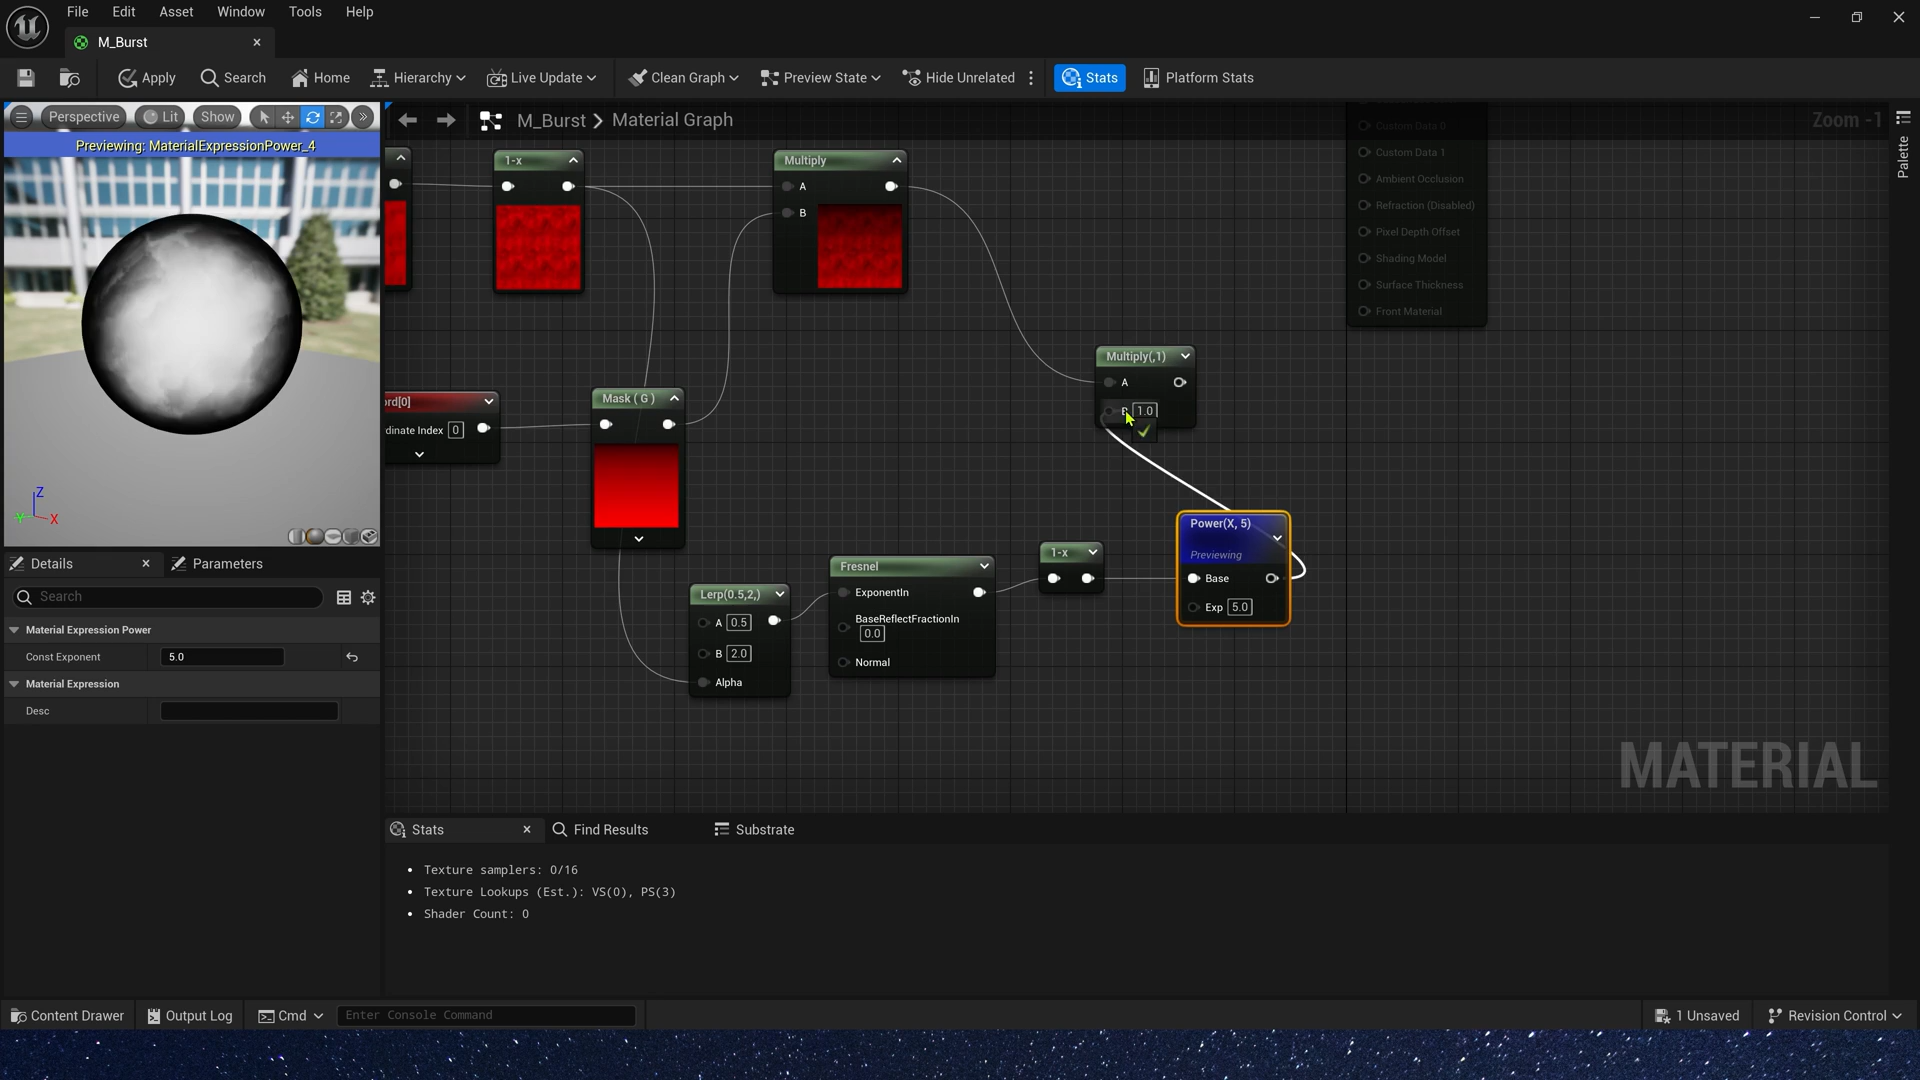 File Edit Asset Window Tools Help
M_Burst
Apply Search Home Hierarchy Live Update Clean Graph Preview State Hide Unrelated Stats Platform Stats
Perspective Lit Show
M_Burst > Material Graph
Zoom -1
Palette
Previewing: MaterialExpressionPower_4
Custom Data 0
Custom Data 1
Ambient Occlusion
Refraction (Disabled)
Pixel Depth Offset
Shading Model
Surface Thickness
Front Material
1-x
Multiply
A
B
Multiply(,1)
A
B 1.0
ord[0]
dinate Index 0
Mask ( G )
Power(X, 5)
Previewing
Base
Exp 5.0
1-x
Fresnel
ExponentIn
BaseReflectFractionIn
0.0
Normal
Lerp(0.5,2,)
A 0.5
B 2.0
Alpha
Z
Y
X
MATERIAL
Details Parameters
Search
Material Expression Power
Const Exponent 5.0
Material Expression
Desc
Stats Find Results Substrate
Texture samplers: 0/16
Texture Lookups (Est.): VS(0), PS(3)
Shader Count: 0
Content Drawer Output Log Cmd Enter Console Command 1 Unsaved Revision Control